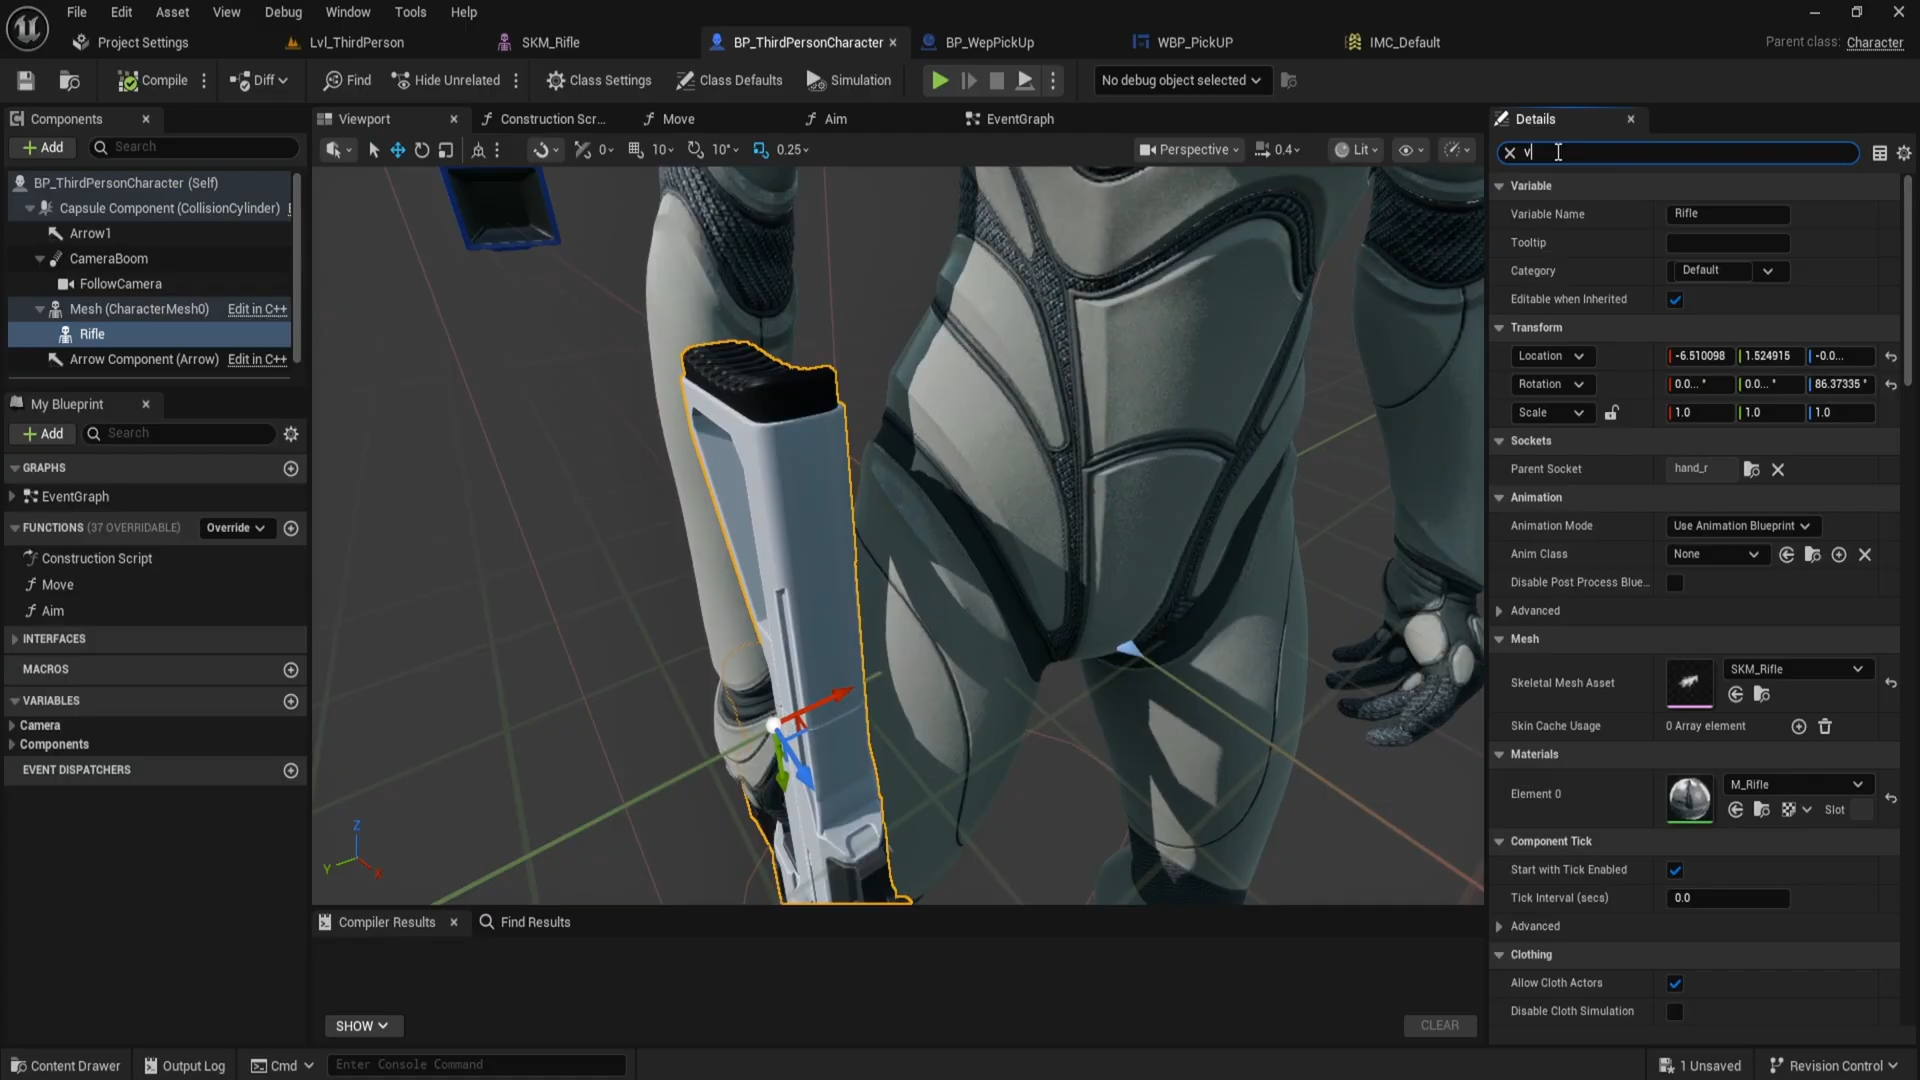 File Edit Asset View Debug Window Tools Help
Project Settings Lvl_ThirdPerson SKM_Rifle BP_ThirdPersonCharacter BP_WepPickUp WBP_PickUP IMC_Default Parent class: Character
Compile Diff Find Hide Unrelated Class Settings Class Defaults Simulation No debug object selected
Components
Add Search
BP_ThirdPersonCharacter (Self)
Capsule Component (CollisionCylinder)
Arrow1
CameraBoom
FollowCamera
Mesh (CharacterMesh0) Edit in C++
Rifle
Arrow Component (Arrow) Edit in C++
My Blueprint
Add Search
GRAPHS
EventGraph
FUNCTIONS (37 OVERRIDABLE) Override
Construction Script
Move
Aim
INTERFACES
MACROS
VARIABLES
Camera
Components
EVENT DISPATCHERS
Viewport Construction Scr... Move Aim EventGraph
0 10 10° 0.25 Perspective 0.4 Lit
Z
Y X
Compiler Results Find Results
SHOW CLEAR
Details
v
Variable
Variable Name Rifle
Tooltip
Category Default
Editable when Inherited
Transform
Location -6.510098 1.524915 -0.0...
Rotation 0.0... ° 0.0... ° 86.37335 °
Scale 1.0 1.0 1.0
Sockets
Parent Socket hand_r
Animation
Animation Mode Use Animation Blueprint
Anim Class None
Disable Post Process Blue...
Advanced
Mesh
Skeletal Mesh Asset SKM_Rifle
Skin Cache Usage 0 Array element
Materials
Element 0 M_Rifle
Slot
Component Tick
Start with Tick Enabled
Tick Interval (secs) 0.0
Advanced
Clothing
Allow Cloth Actors
Disable Cloth Simulation
Content Drawer Output Log Cmd Enter Console Command 1 Unsaved Revision Control